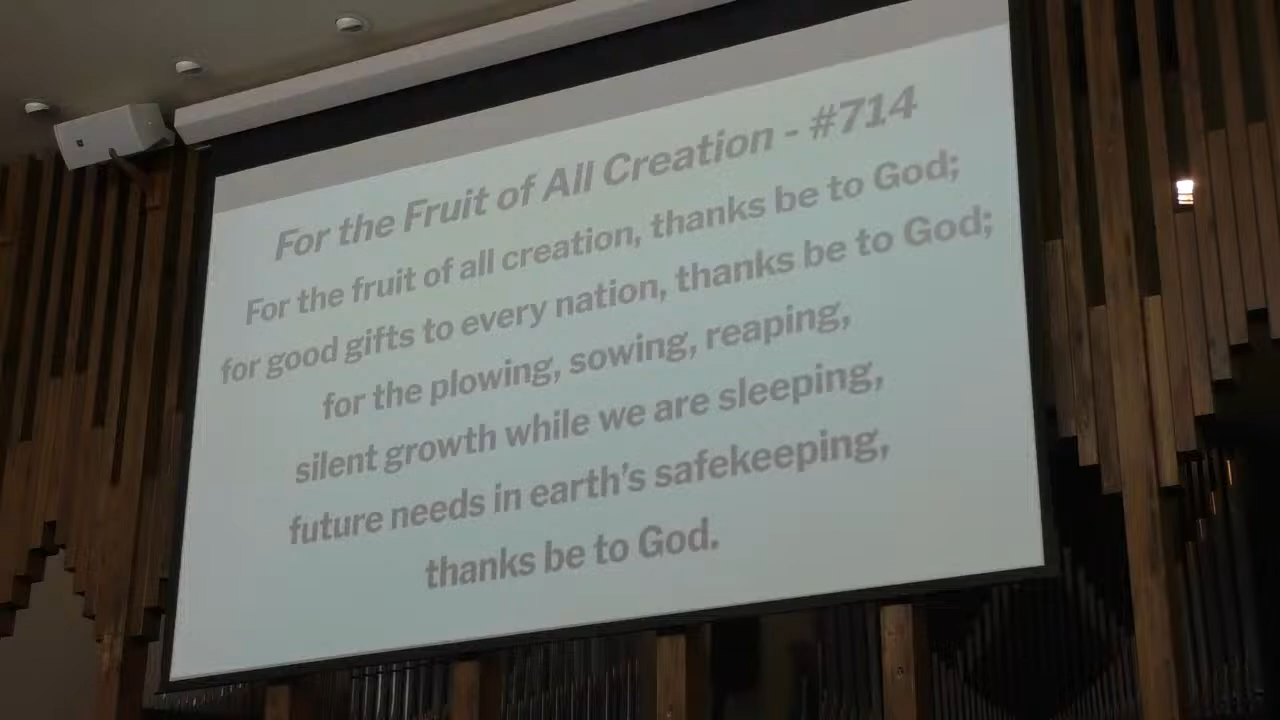 For the Fruit of All Creation - #714
For the fruit of all creation, thanks be to God;
for good gifts to every nation, thanks be to God;
for the plowing, sowing, reaping,
silent growth while we are sleeping,
future needs in earth's safekeeping,
thanks be to God.